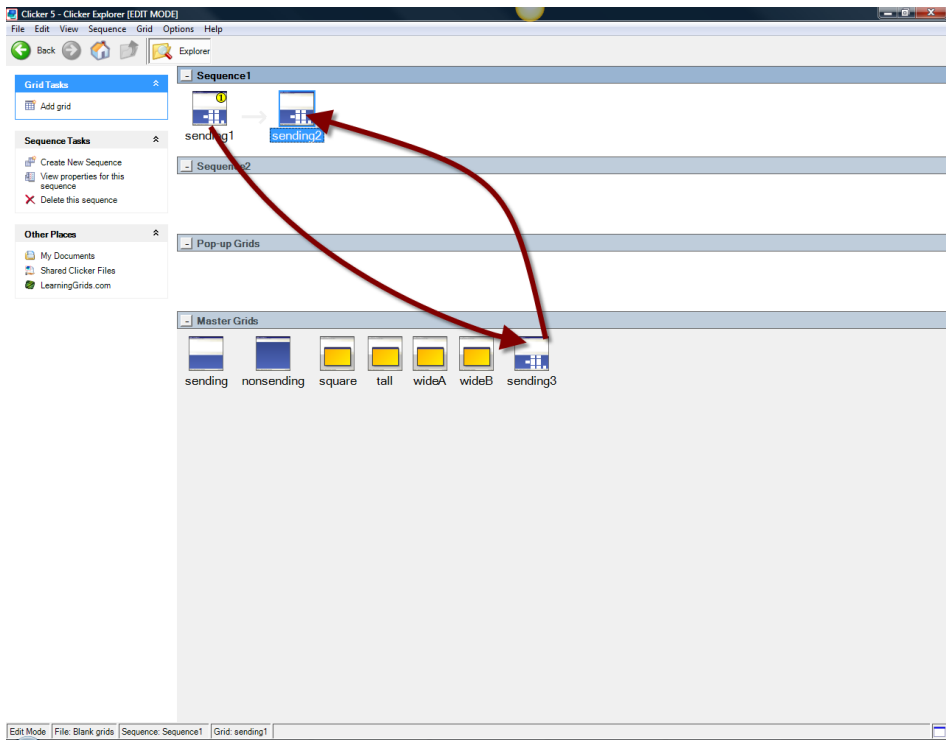 Clicker 5 - Clicker Explorer [EDIT MODE]
File Edit View Sequence Grid Options Help
Back Explorer
Grid Tasks
Add grid
Sequence Tasks
Create New Sequence
View properties for this
sequence
Delete this sequence
Other Places
My Documents
Shared Clicker Files
LearningGrids.com
- Sequence1
1
sending1 sending2
- Sequence2
- Pop-up Grids
- Master Grids
sending nonsending square tall wideA wideB sending3
Edit Mode File: Blank grids Sequence: Sequence1 Grid: sending1